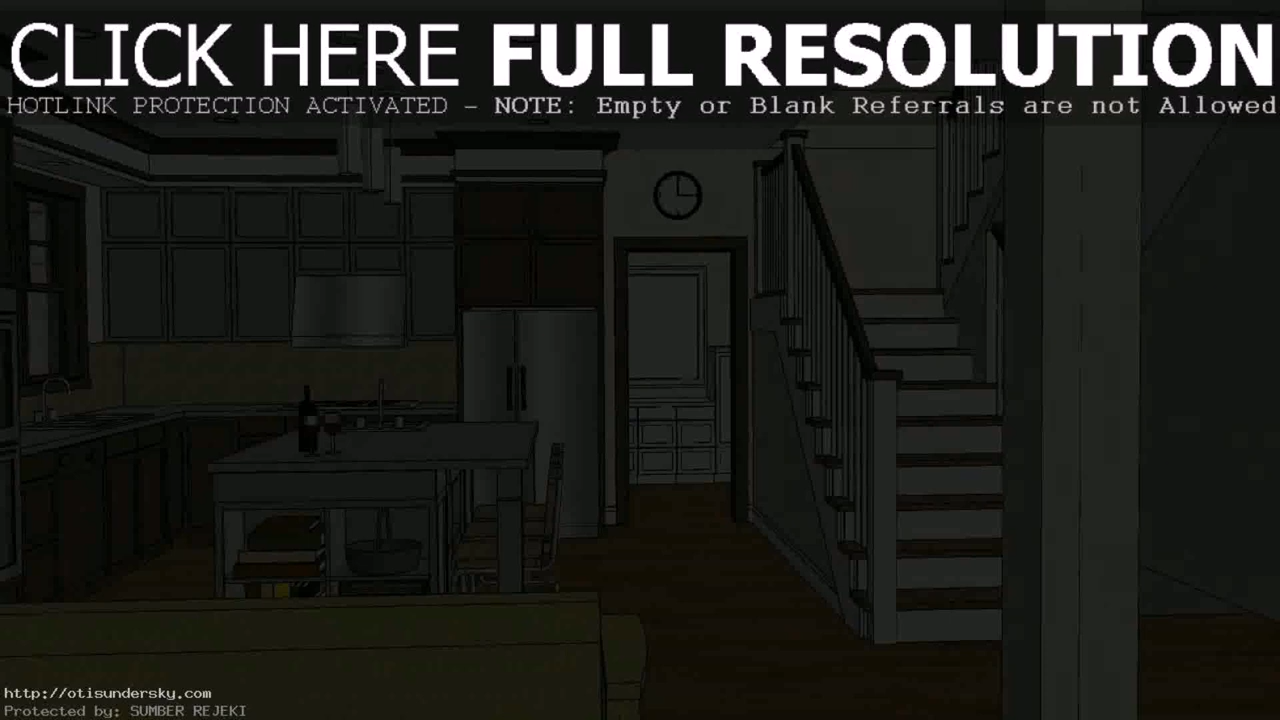 CLICK HERE FULL RESOLUTION
HOTLINK PROTECTION ACTIVATED - NOTE: Empty or Blank Referrals are not Allowed
http://otisundersky.com
Protected by: SUMBER REJEKI